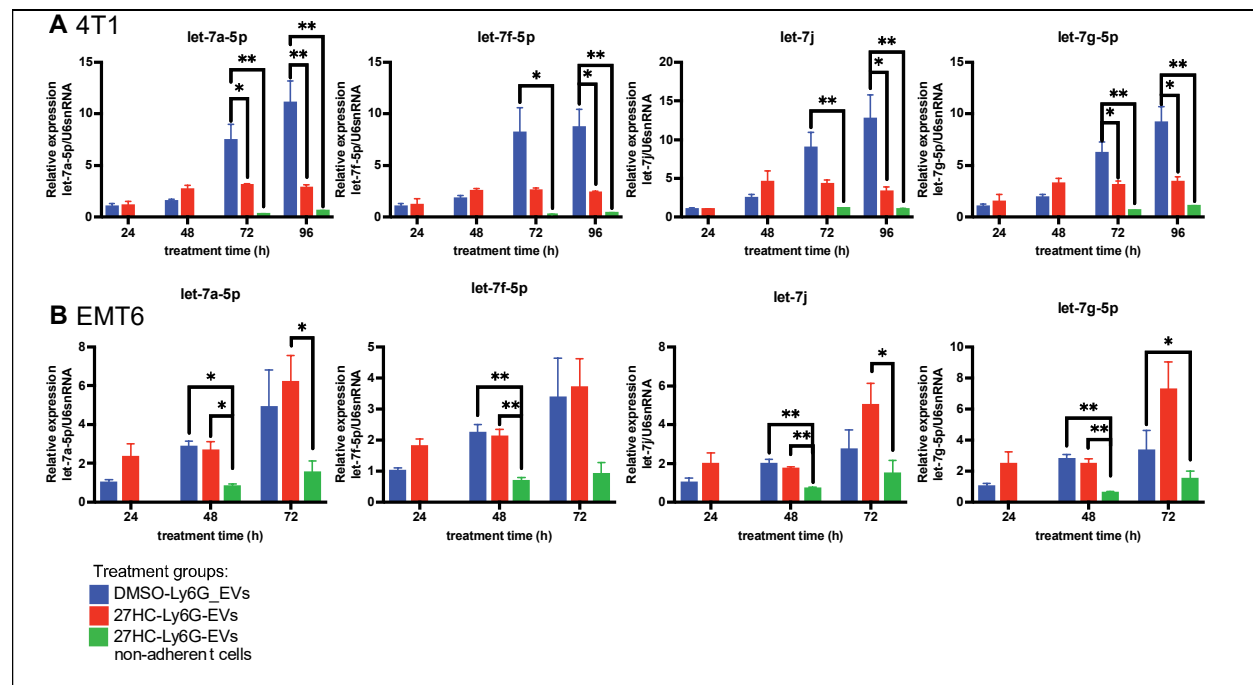 A 4T1
let-7a-5p
Relative expression
let-7a-5p/U6snRNA
15
10
5
0
** 
**
**
*
24 48 72 96
treatment time (h)
let-7f-5p
Relative expression
let-7f-5p/U6snRNA
15
10
5
0
**
*
*
24 48 72 96
treatment time (h)
let-7j
Relative expression
let-7j/U6snRNA
20
15
10
5
0
**
*
**
24 48 72 96
treatment time (h)
let-7g-5p
Relative expression
let-7g-5p/U6snRNA
15
10
5
0
**
*
**
*
24 48 72 96
treatment time (h)
B EMT6
let-7a-5p
Relative expression
let-7a-5p/U6snRNA
8
6
4
2
0
*
*
*
24 48 72
treatment time (h)
let-7f-5p
Relative expression
let-7f-5p/U6snRNA
5
4
3
2
1
0
**
**
24 48 72
treatment time (h)
let-7j
Relative expression
let-7j/U6snRNA
8
6
4
2
0
*
**
**
24 48 72
treatment time (h)
let-7g-5p
Relative expression
let-7g-5p/U6snRNA
10
8
6
4
2
0
*
**
**
24 48 72
treatment time (h)
Treatment groups:
DMSO-Ly6G_EVs
27HC-Ly6G-EVs
27HC-Ly6G-EVs
non-adherent cells